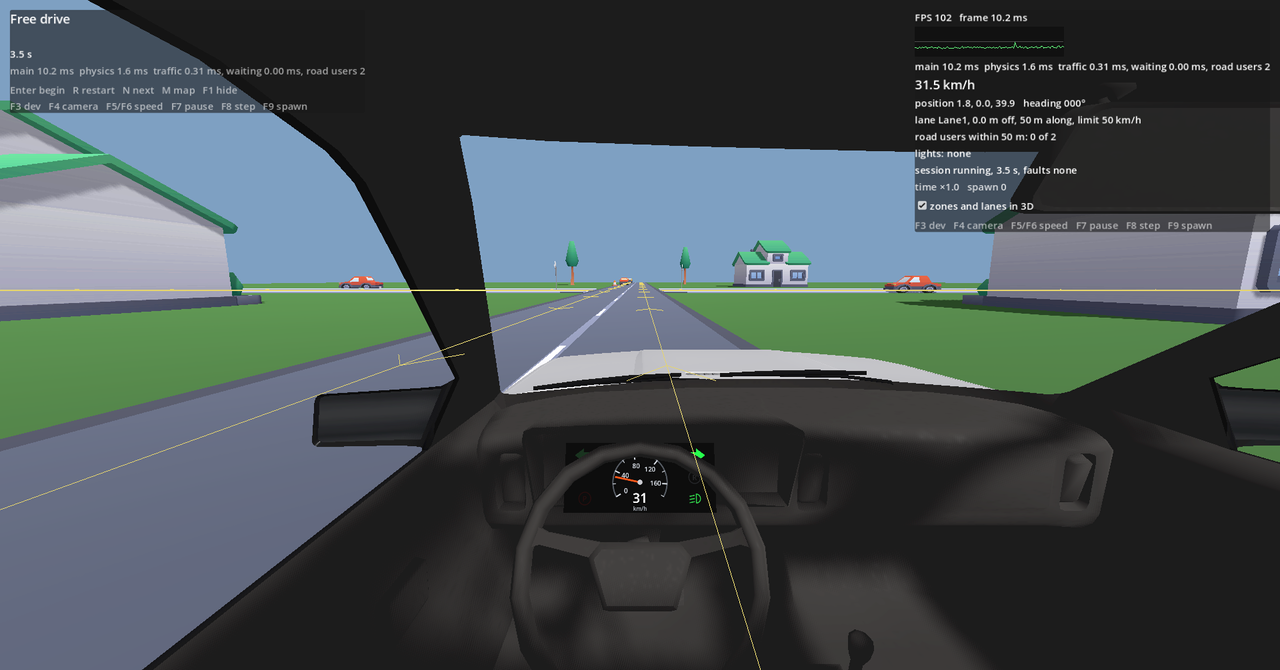 Free drive
3.5 s
main 10.2 ms physics 1.6 ms traffic 0.31 ms, waiting 0.00 ms, road users 2
Enter begin R restart N next M map F1 hide
F3 dev F4 camera F5/F6 speed F7 pause F8 step F9 spawn
FPS 102 frame 10.2 ms
main 10.2 ms physics 1.6 ms traffic 0.31 ms, waiting 0.00 ms, road users 2
31.5 km/h
position 1.8, 0.0, 39.9 heading 000°
lane Lane1, 0.0 m off, 50 m along, limit 50 km/h
road users within 50 m: 0 of 2
lights: none
session running, 3.5 s, faults none
time ×1.0 spawn 0
zones and lanes in 3D
F3 dev F4 camera F5/F6 speed F7 pause F8 step F9 spawn
80
40
120
0
160
31
km/h